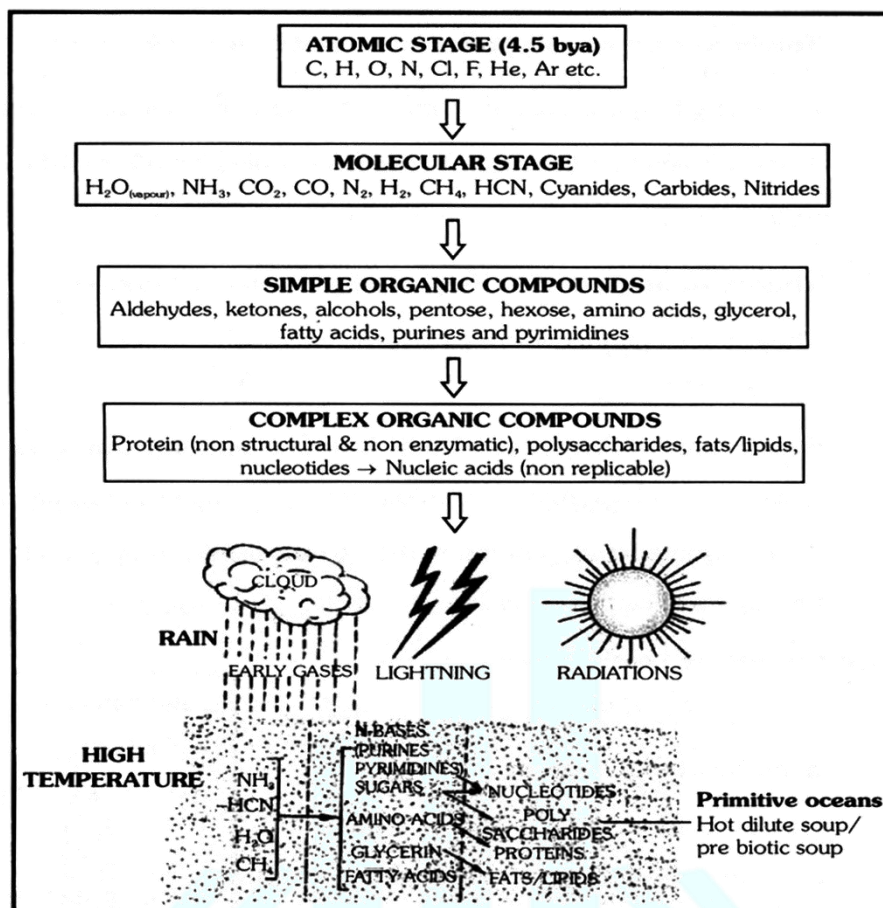 ATOMIC STAGE (4.5 bya)
C, H, O, N, Cl, F, He, Ar etc.
MOLECULAR STAGE
H₂O(vapour), NH₃, CO₂, CO, N₂, H₂, CH₄, HCN, Cyanides, Carbides, Nitrides
SIMPLE ORGANIC COMPOUNDS
Aldehydes, ketones, alcohols, pentose, hexose, amino acids, glycerol,
fatty acids, purines and pyrimidines
COMPLEX ORGANIC COMPOUNDS
Protein (non structural & non enzymatic), polysaccharides, fats/lipids,
nucleotides → Nucleic acids (non replicable)
CLOUD
RAIN
EARLY GASES
LIGHTNING
RADIATIONS
HIGH
TEMPERATURE
NH₃
HCN
H₂O
CH₄
N-BASES
(PURINES
PYRIMIDINES)
SUGARS
AMINO ACIDS
GLYCERIN
FATTY ACIDS
NUCLEOTIDES
POLY
SACCHARIDES
PROTEINS
FATS/LIPIDS
Primitive oceans
Hot dilute soup/
pre biotic soup